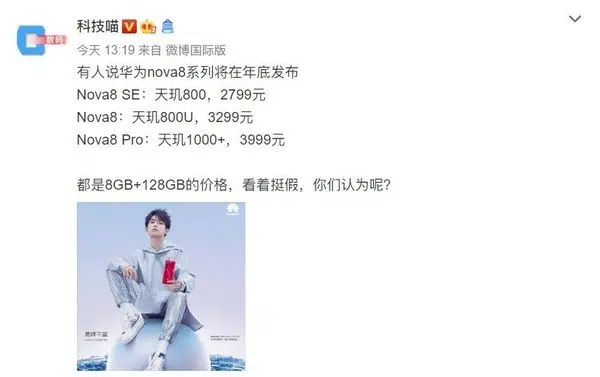 科技喵
数码
今天 13:19 来自 微博国际版
有人说华为nova8系列将在年底发布
Nova8 SE：天玑800，2799元
Nova8：天玑800U，3299元
Nova8 Pro：天玑1000+，3999元
都是8GB+128GB的价格，看着挺假，你们认为呢？